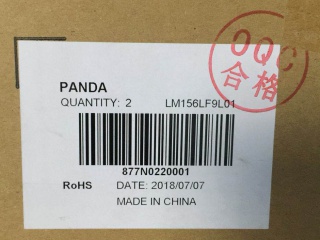 OQC
合格
PANDA
QUANTITY: 2 LM156LF9L01
877N0220001
RoHS DATE: 2018/07/07
MADE IN CHINA